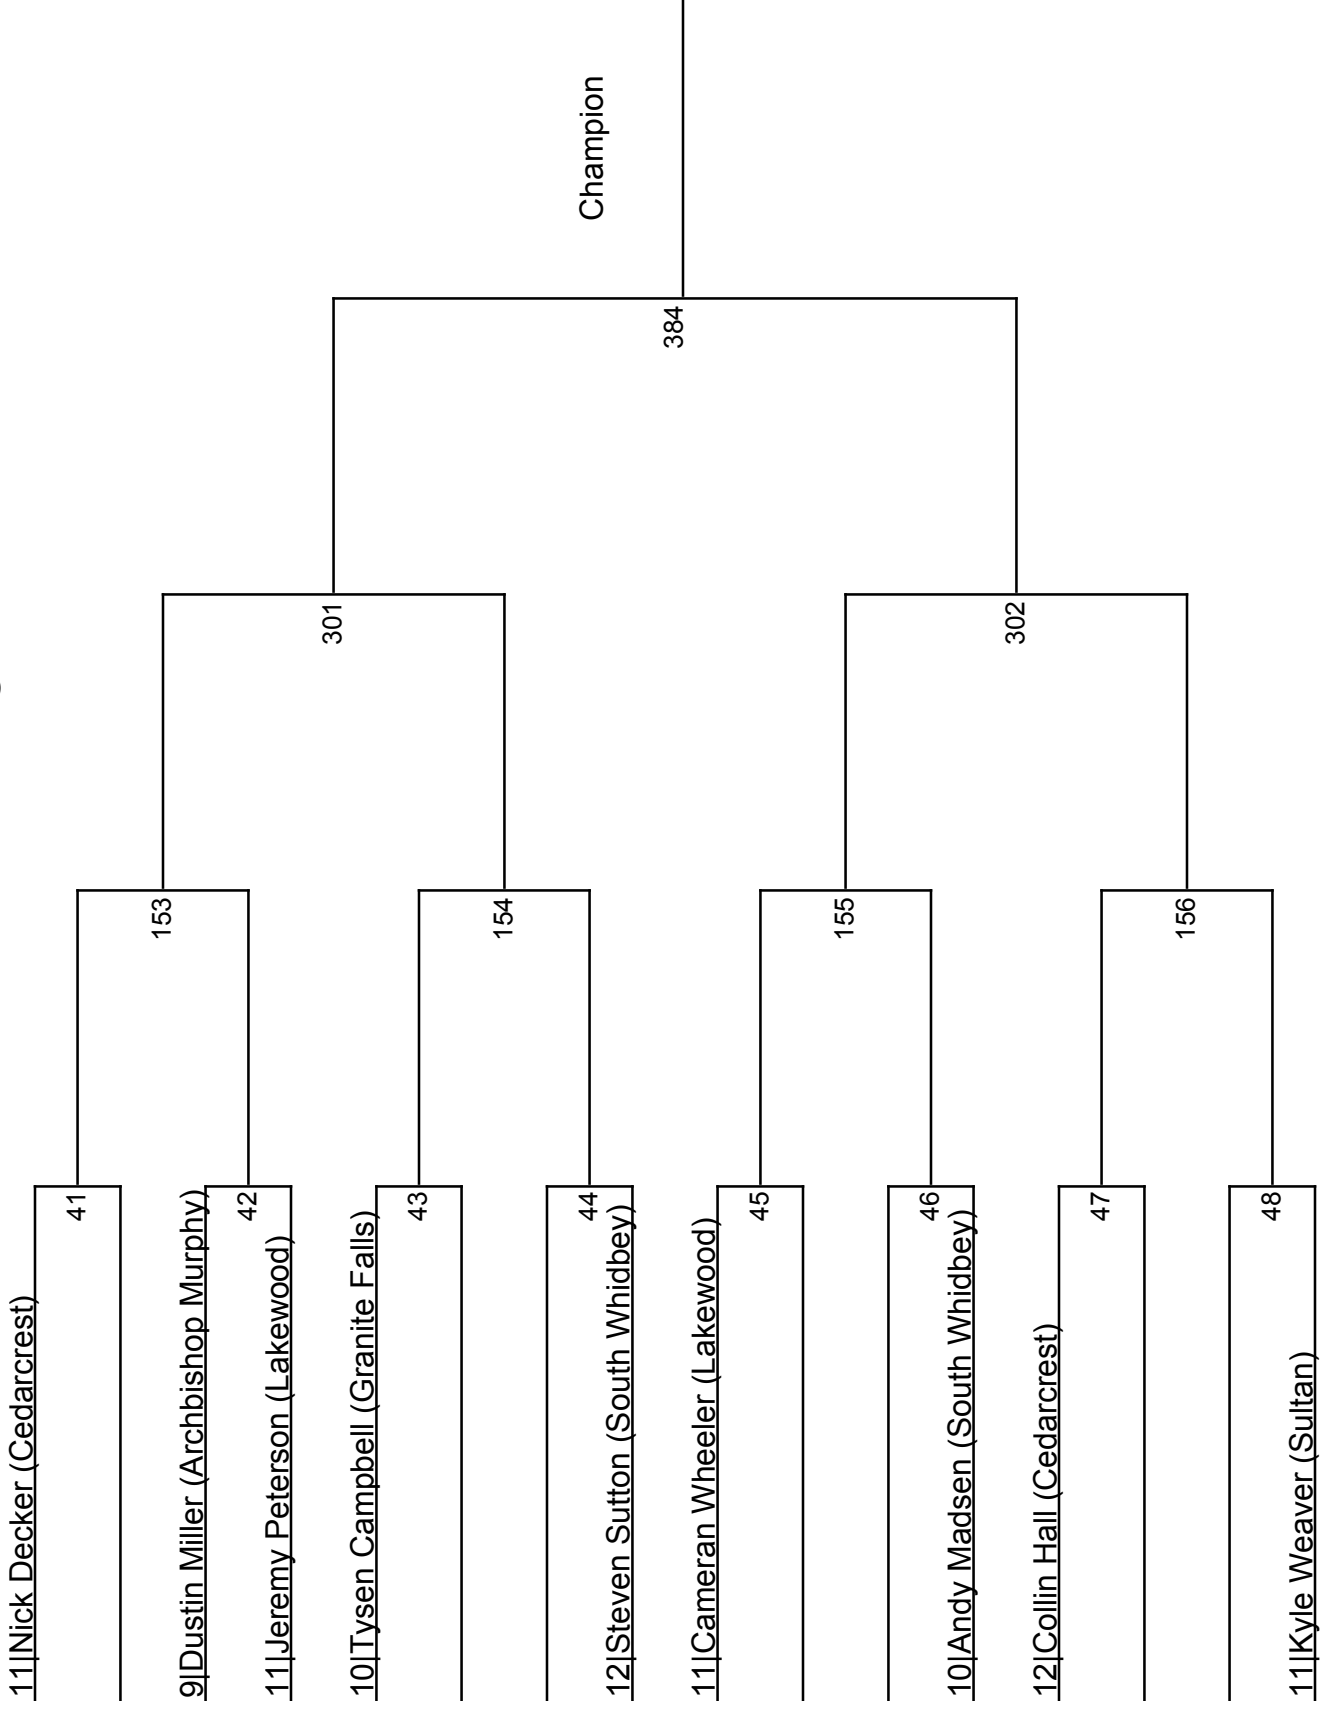 11|Nick Decker (Cedarcrest)
41
9|Dustin Miller (Archbishop Murphy)
42
11|Jeremy Peterson (Lakewood)
10|Tysen Campbell (Granite Falls)
43
44
12|Steven Sutton (South Whidbey)
11|Cameran Wheeler (Lakewood)
45
46
10|Andy Madsen (South Whidbey)
12|Collin Hall (Cedarcrest)
47
48
11|Kyle Weaver (Sultan)
153
154
155
156
301
302
384
Champion